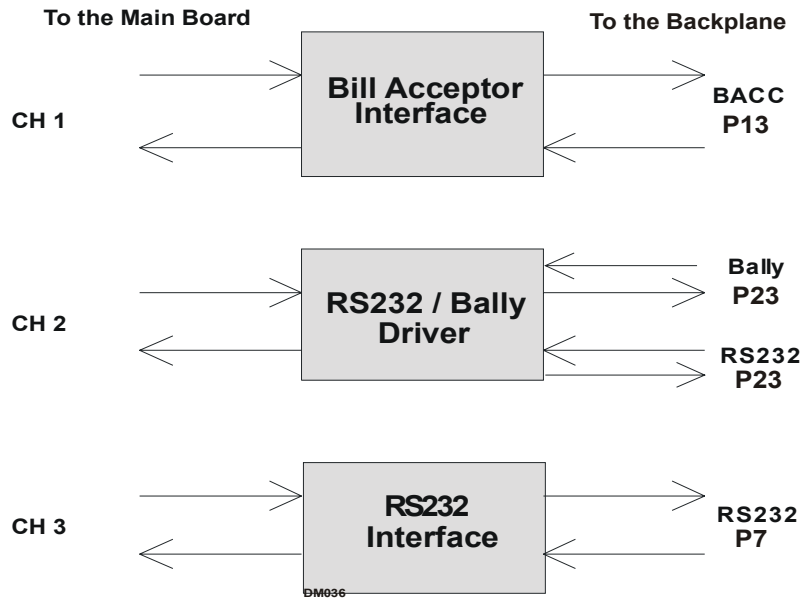 To the Main Board
To the Backplane
CH 1
Bill Acceptor
Interface
BACC
P13
CH 2
RS232 / Bally
Driver
Bally
P23
RS232
P23
CH 3
RS232
Interface
RS232
P7
DM036